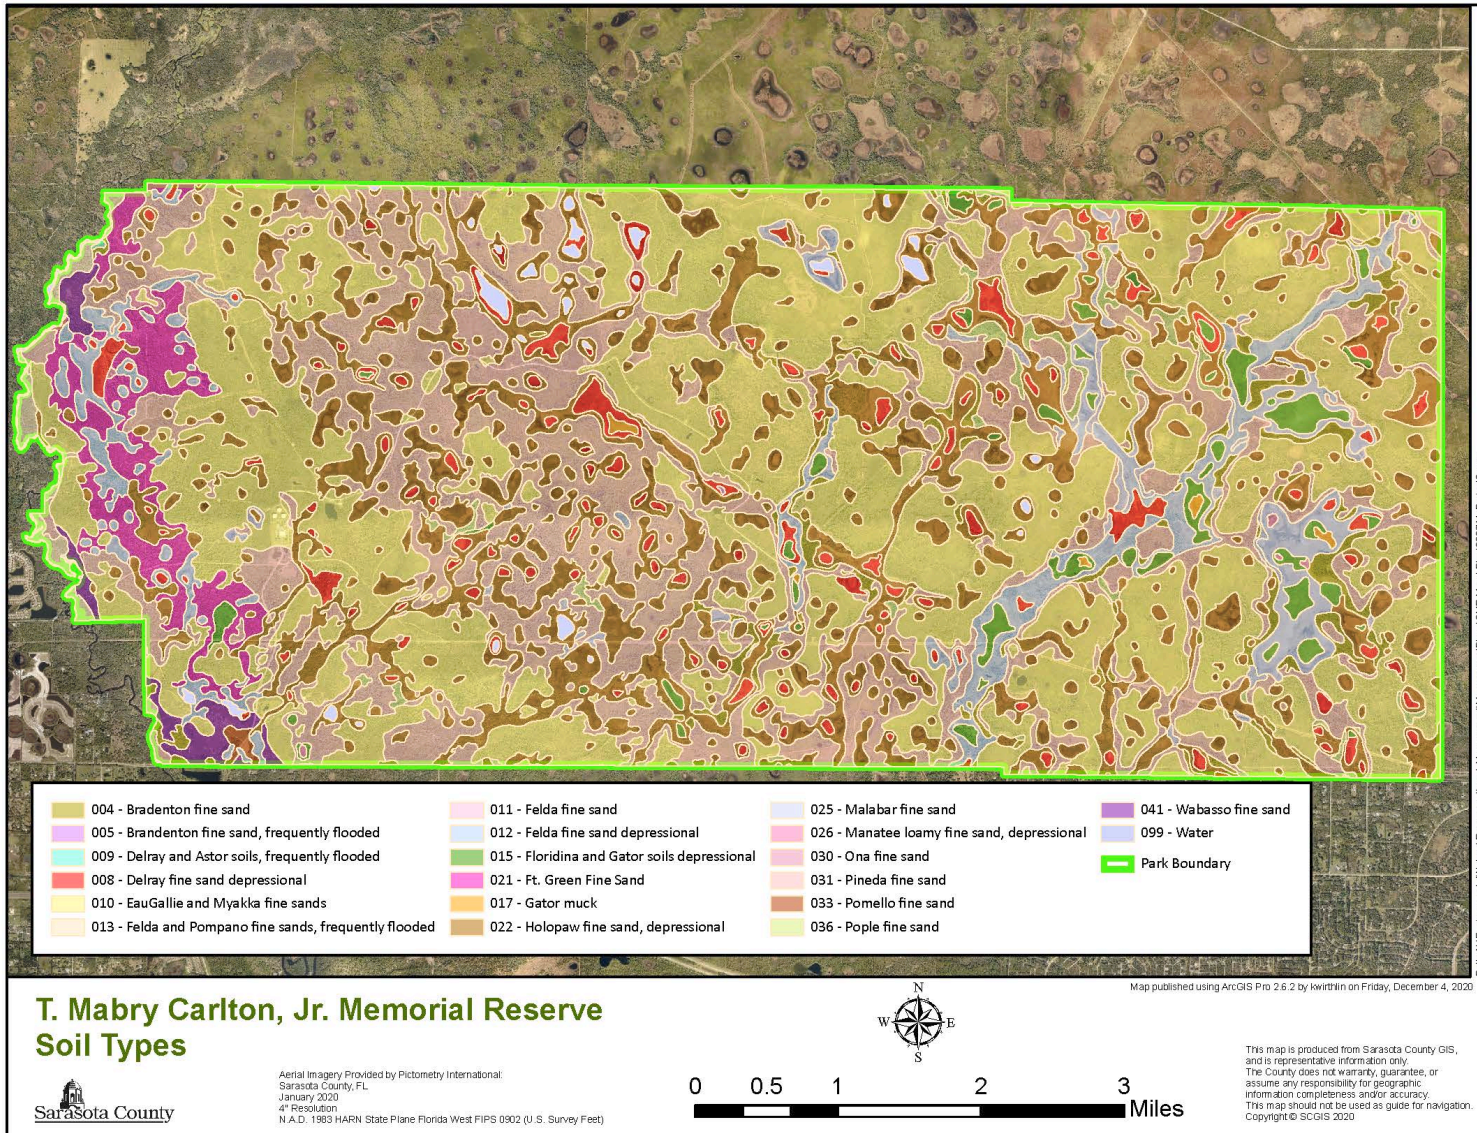 004 - Bradenton fine sand
005 - Brandenton fine sand, frequently flooded
009 - Delray and Astor soils, frequently flooded
008 - Delray fine sand depressional
010 - EauGallie and Myakka fine sands
013 - Felda and Pompano fine sands, frequently flooded
011 - Felda fine sand
012 - Felda fine sand depressional
015 - Floridina and Gator soils depressional
021 - Ft. Green Fine Sand
017 - Gator muck
022 - Holopaw fine sand, depressional
025 - Malabar fine sand
026 - Manatee loamy fine sand, depressional
030 - Ona fine sand
031 - Pineda fine sand
033 - Pomello fine sand
036 - Pople fine sand
041 - Wabasso fine sand
099 - Water
Park Boundary
Map published using ArcGIS Pro 2.6.2 by kwirthlin on Friday, December 4, 2020
T. Mabry Carlton, Jr. Memorial Reserve
Soil Types
Sarasota County
Aerial Imagery Provided by Pictometry International:
Sarasota County, FL
January 2020
4" Resolution
N.A.D. 1983 HARN State Plane Florida West FIPS 0902 (U.S. Survey Feet)
N
W E
S
0 0.5 1 2 3
Miles
This map is produced from Sarasota County GIS,
and is representative information only.
The County does not warranty, guarantee, or
assume any responsibility for geographic
information completeness and/or accuracy.
This map should not be used as guide for navigation.
Copyright © SCGIS 2020